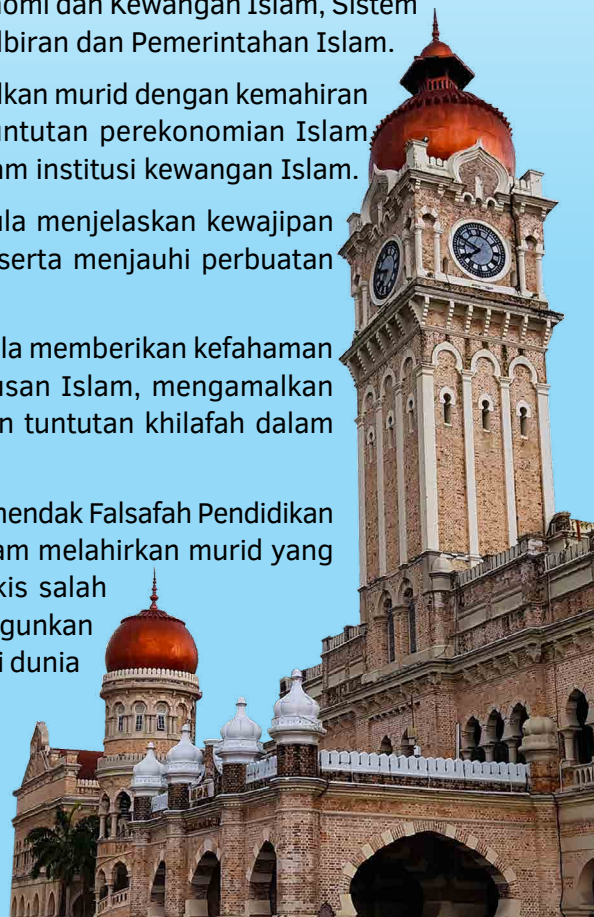 nomi dan Kewangan Islam, Sistem
dbiran dan Pemerintahan Islam.
lkan murid dengan kemahiran
untutan perekonomian Islam
am institusi kewangan Islam.
ula menjelaskan kewajipan
serta menjauhi perbuatan
la memberikan kefahaman
usan Islam, mengamalkan
n tuntutan khilafah dalam
hendak Falsafah Pendidikan
am melahirkan murid yang
kis salah
gunkan
i dunia